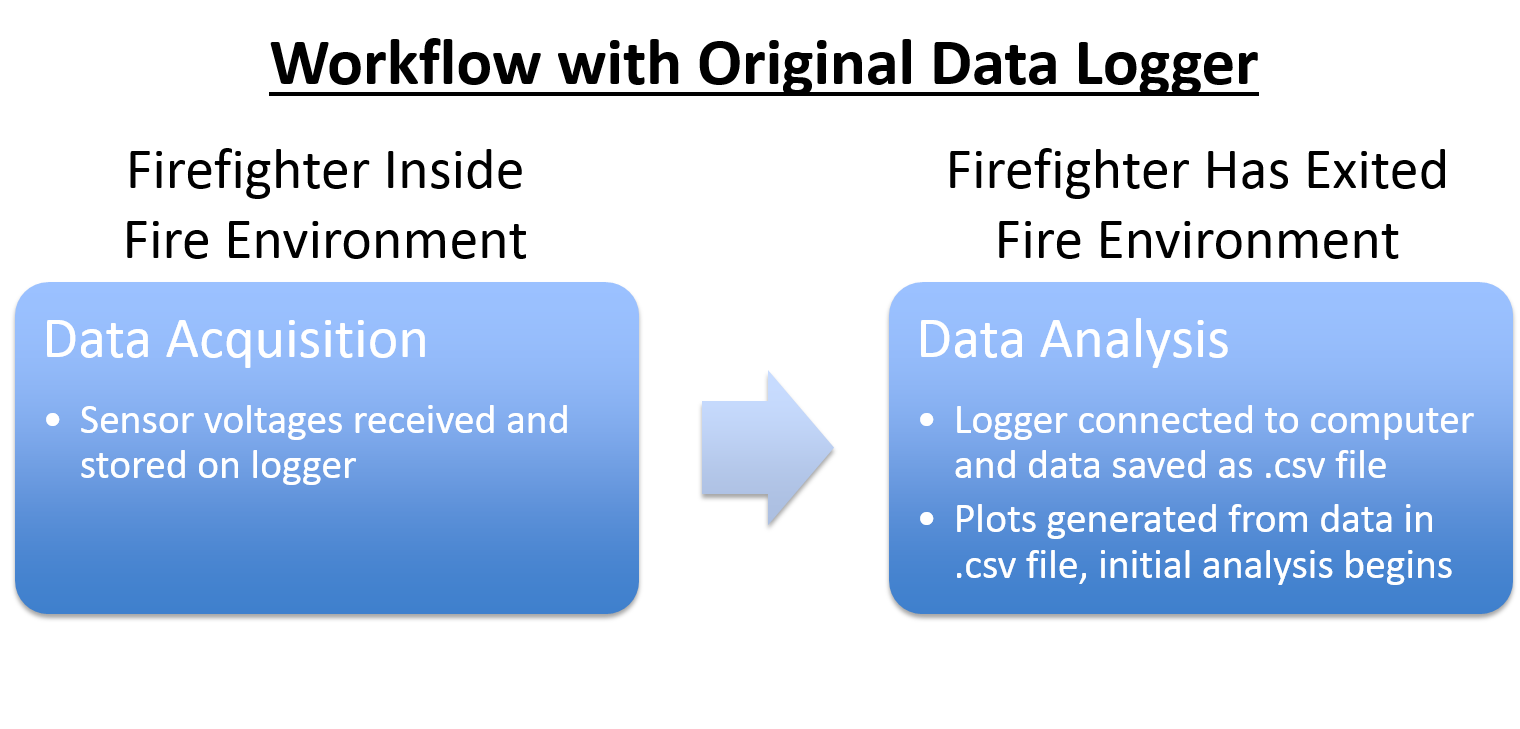 Workflow with Original Data Logger
Firefighter Inside
Fire Environment
Data Acquisition
• Sensor voltages received and
stored on logger
Firefighter Has Exited
Fire Environment
Data Analysis
• Logger connected to computer
and data saved as .csv file
• Plots generated from data in
.csv file, initial analysis begins